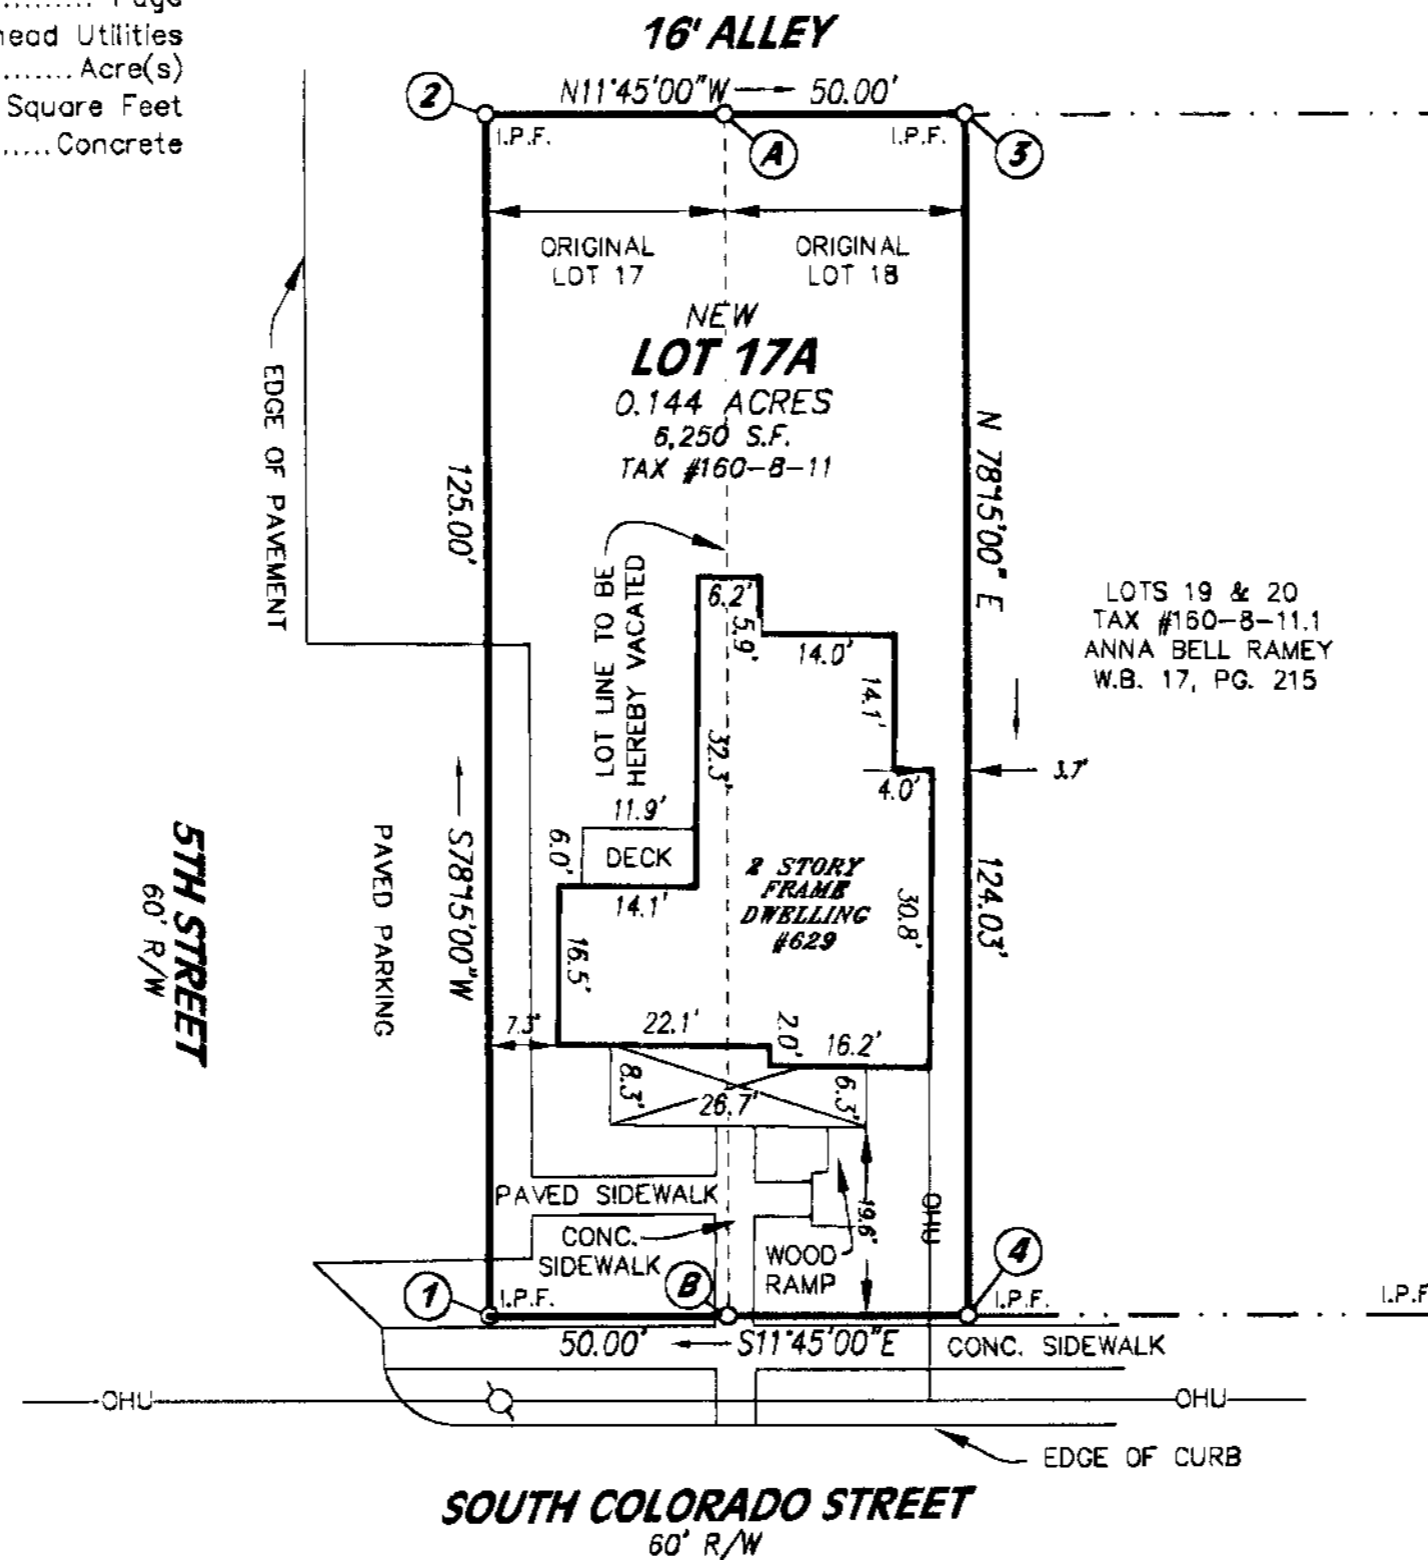 Page
head Utilities
....... Acre(s)
Square Feet
..... Concrete
16' ALLEY
N11°45'00"W 50.00'
2
A
3
I.P.F.
I.P.F.
ORIGINAL
LOT 17
ORIGINAL
LOT 18
NEW
LOT 17A
0.144 ACRES
6,250 S.F.
TAX #160-8-11
EDGE OF PAVEMENT
125.00'
S78°15'00"W
N 78°15'00" E
124.03'
LOT LINE TO BE
HEREBY VACATED
LOTS 19 & 20
TAX #160-8-11.1
ANNA BELL RAMEY
W.B. 17, PG. 215
6.2'
5.9'
14.0'
14.1'
32.3'
4.0'
3.7'
11.9'
6.0'
DECK
14.1'
2 STORY
FRAME
DWELLING
#629
30.8'
16.5'
7.3'
22.1'
2.0'
16.2'
8.3'
26.7'
6.3'
5TH STREET
60' R/W
PAVED PARKING
PAVED SIDEWALK
CONC.
SIDEWALK
WOOD
RAMP
19.6'
OHU
1
B
4
I.P.F.
I.P.F.
I.P.F
50.00' S11°45'00"E
CONC. SIDEWALK
OHU
OHU
EDGE OF CURB
SOUTH COLORADO STREET
60' R/W